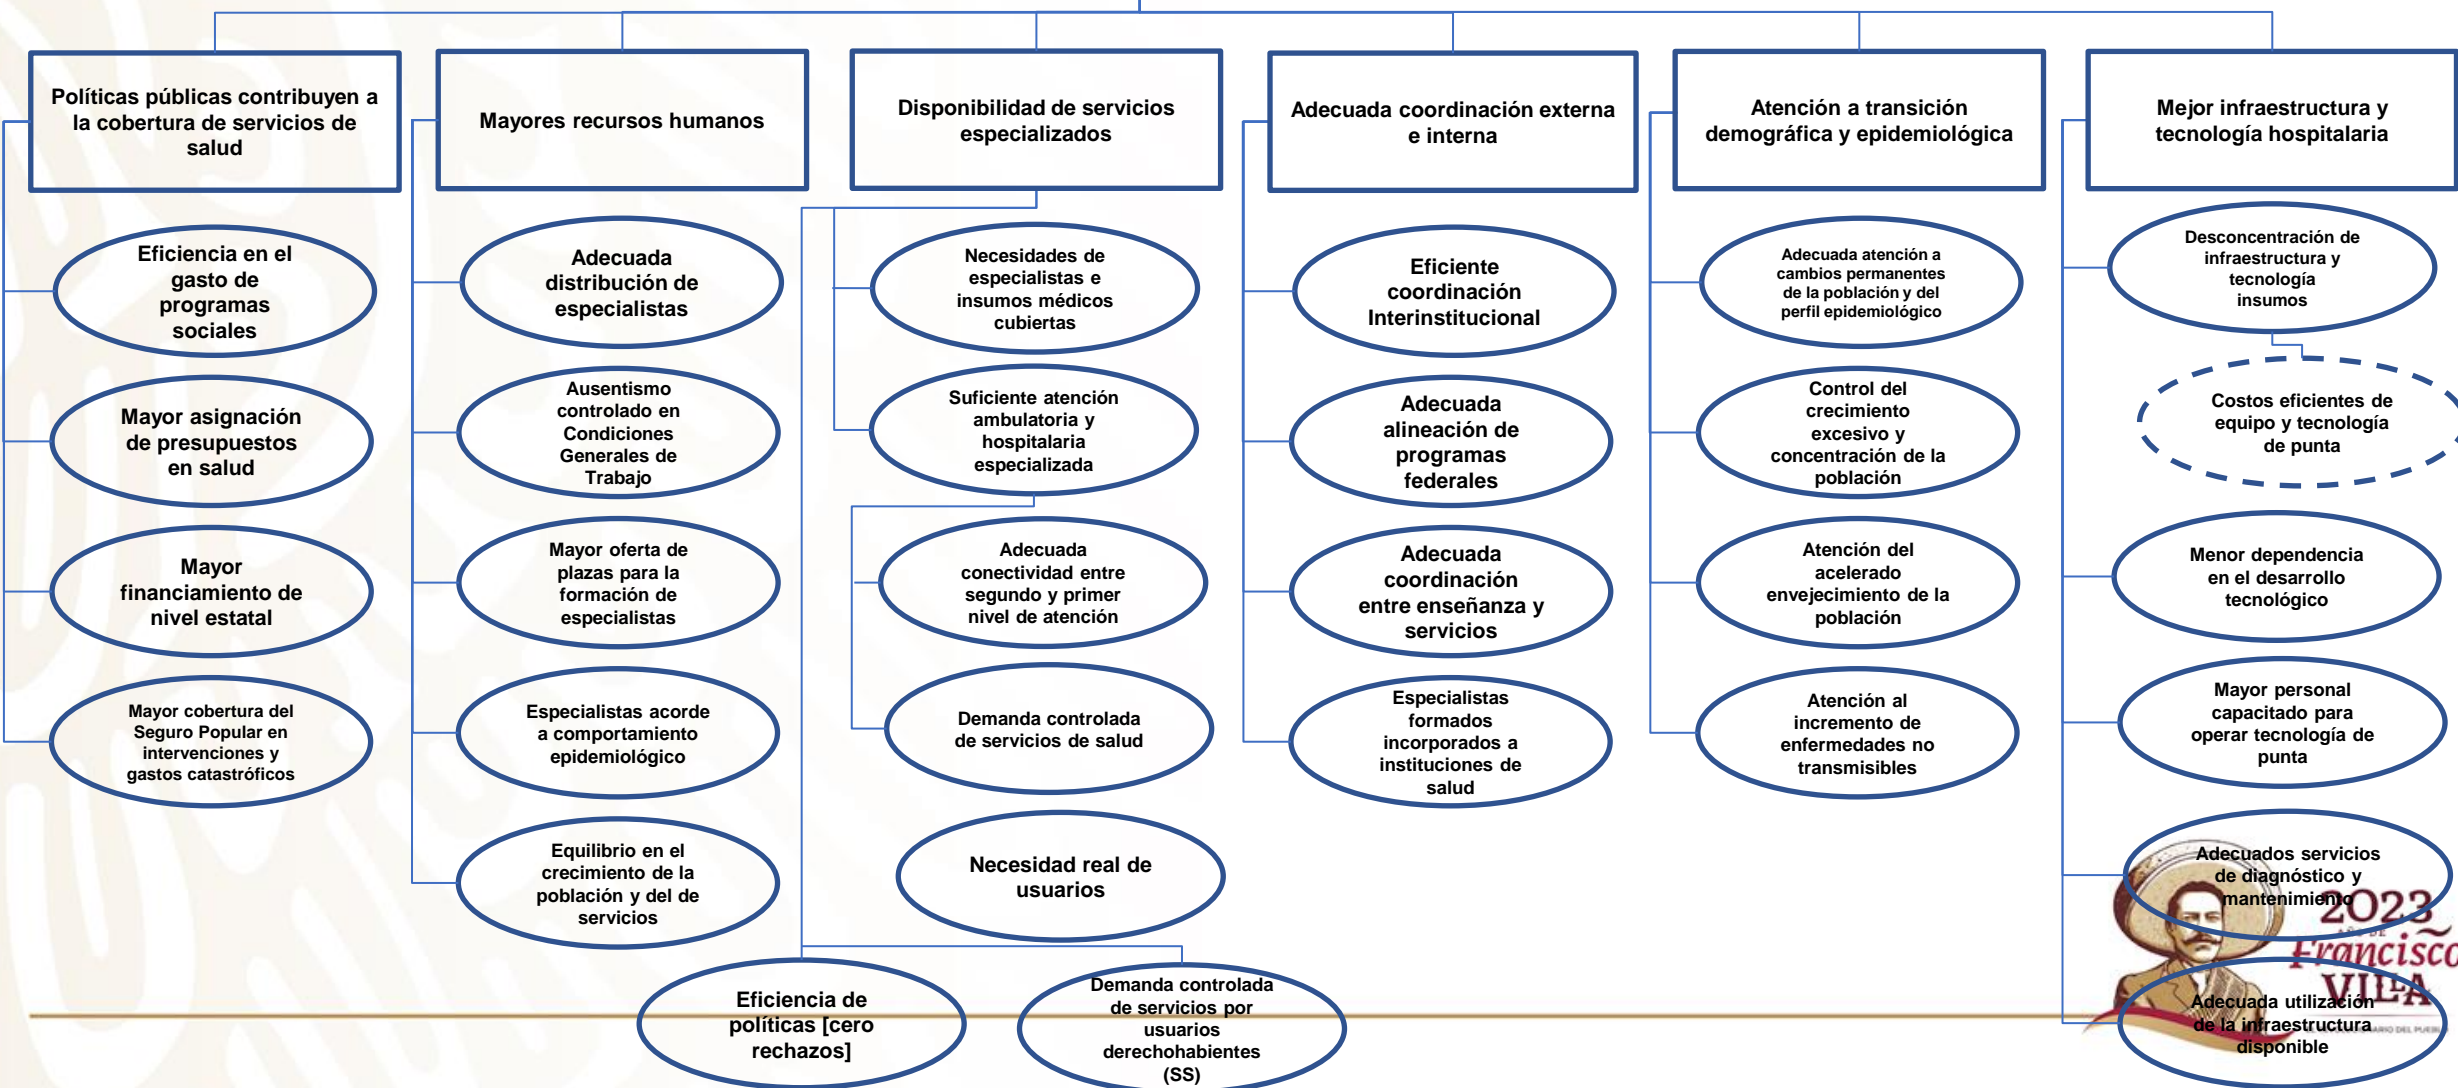 Políticas públicas contribuyen a
la cobertura de servicios de
salud
Mayores recursos humanos
Disponibilidad de servicios
especializados
Adecuada coordinación externa
e interna
Atención a transición
demográfica y epidemiológica
Mejor infraestructura y
tecnología hospitalaria
Eficiencia en el
gasto de
programas
sociales
Mayor asignación
de presupuestos
en salud
Mayor
financiamiento de
nivel estatal
Mayor cobertura del
Seguro Popular en
intervenciones y
gastos catastróficos
Adecuada
distribución de
especialistas
Ausentismo
controlado en
Condiciones
Generales de
Trabajo
Mayor oferta de
plazas para la
formación de
especialistas
Especialistas acorde
a comportamiento
epidemiológico
Equilibrio en el
crecimiento de la
población y del de
servicios
Necesidades de
especialistas e
insumos médicos
cubiertas
Suficiente atención
ambulatoria y
hospitalaria
especializada
Adecuada
conectividad entre
segundo y primer
nivel de atención
Demanda controlada
de servicios de salud
Necesidad real de
usuarios
Eficiencia de
políticas [cero
rechazos]
Demanda controlada
de servicios por
usuarios
derechohabientes
(SS)
Eficiente
coordinación
Interinstitucional
Adecuada
alineación de
programas
federales
Adecuada
coordinación
entre enseñanza y
servicios
Especialistas
formados
incorporados a
instituciones de
salud
Adecuada atención a
cambios permanentes
de la población y del
perfil epidemiológico
Control del
crecimiento
excesivo y
concentración de la
población
Atención del
acelerado
envejecimiento de la
población
Atención al
incremento de
enfermedades no
transmisibles
Desconcentración de
infraestructura y
tecnología
insumos
Costos eficientes de
equipo y tecnología
de punta
Menor dependencia
en el desarrollo
tecnológico
Mayor personal
capacitado para
operar tecnología de
punta
Adecuados servicios
de diagnóstico y
mantenimiento
Adecuada utilización
de la infraestructura
disponible
2023
AÑO DE
Francisco
VILLA
DEL PUEBLO